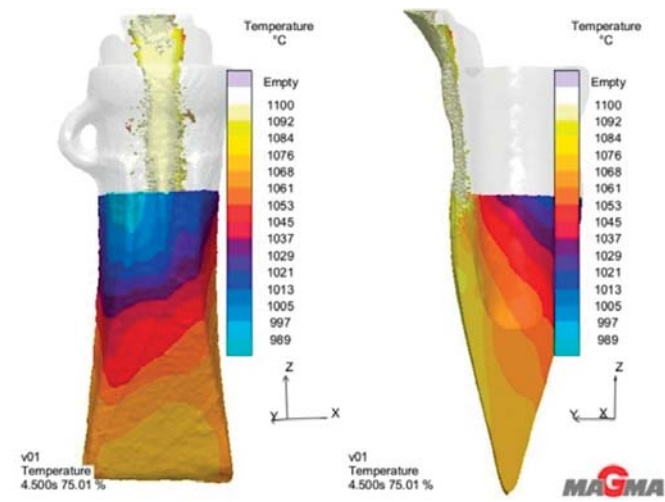 Temperature
°C
Empty
1100
1092
1084
1076
1068
1061
1053
1045
1037
1029
1021
1013
1005
997
989
Z
Y
X
v01
Temperature
4.500s 75.01 %
Temperature
°C
Empty
1100
1092
1084
1076
1068
1061
1053
1045
1037
1029
1021
1013
1005
997
989
Z
Y X
v01
Temperature
4.500s 75.01 %
MAGMA